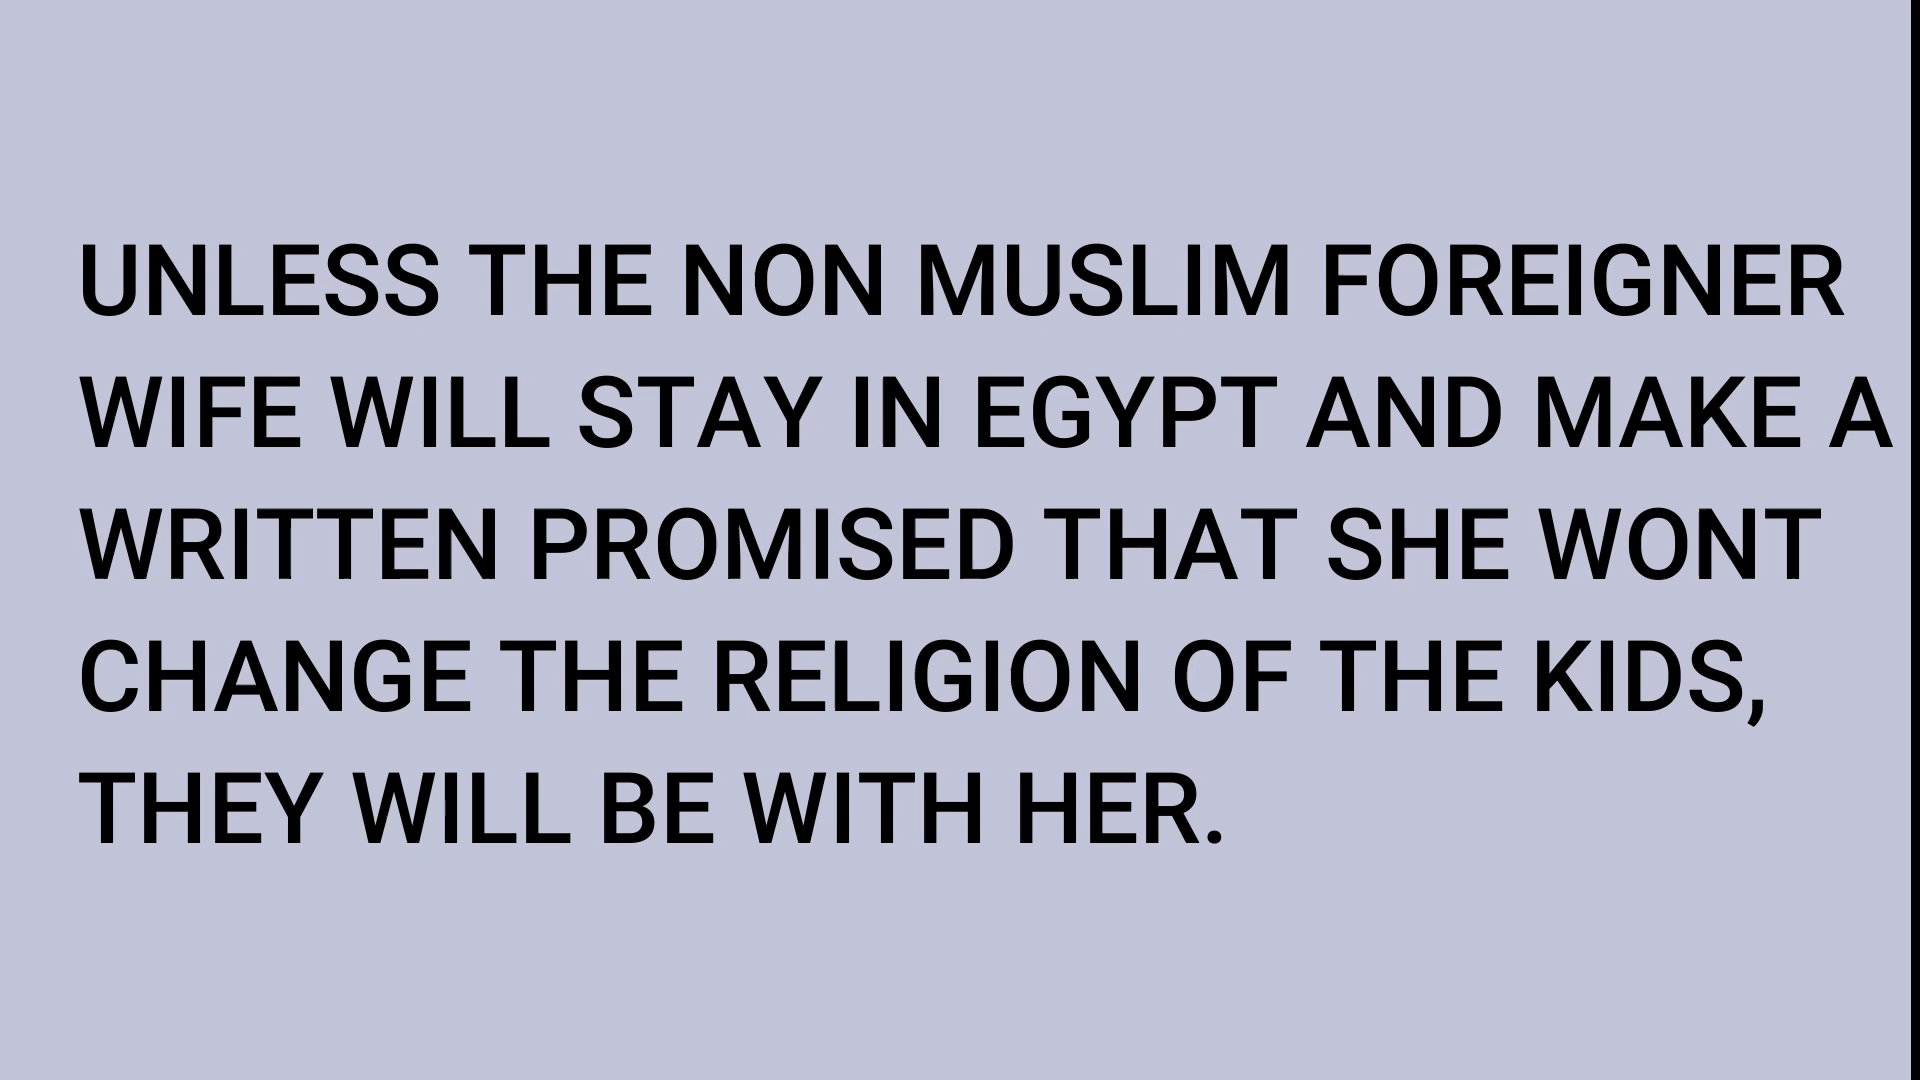 UNLESS THE NON MUSLIM FOREIGNER
WIFE WILL STAY IN EGYPT AND MAKE A
WRITTEN PROMISED THAT SHE WONT
CHANGE THE RELIGION OF THE KIDS,
THEY WILL BE WITH HER.